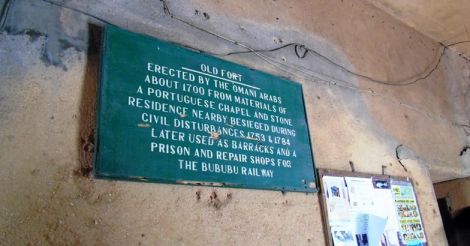 OLD FORT
ERECTED BY THE OMANI ARABS
ABOUT 1700 FROM MATERIALS OF
A PORTUGUESE CHAPEL AND STONE
RESIDENCE NEARBY BESIEGED DURING
CIVIL DISTURBANCES 1753 & 1784
LATER USED AS BARRACKS AND A
PRISON AND REPAIR SHOPS FOR
THE BUBUBU RAILWAY